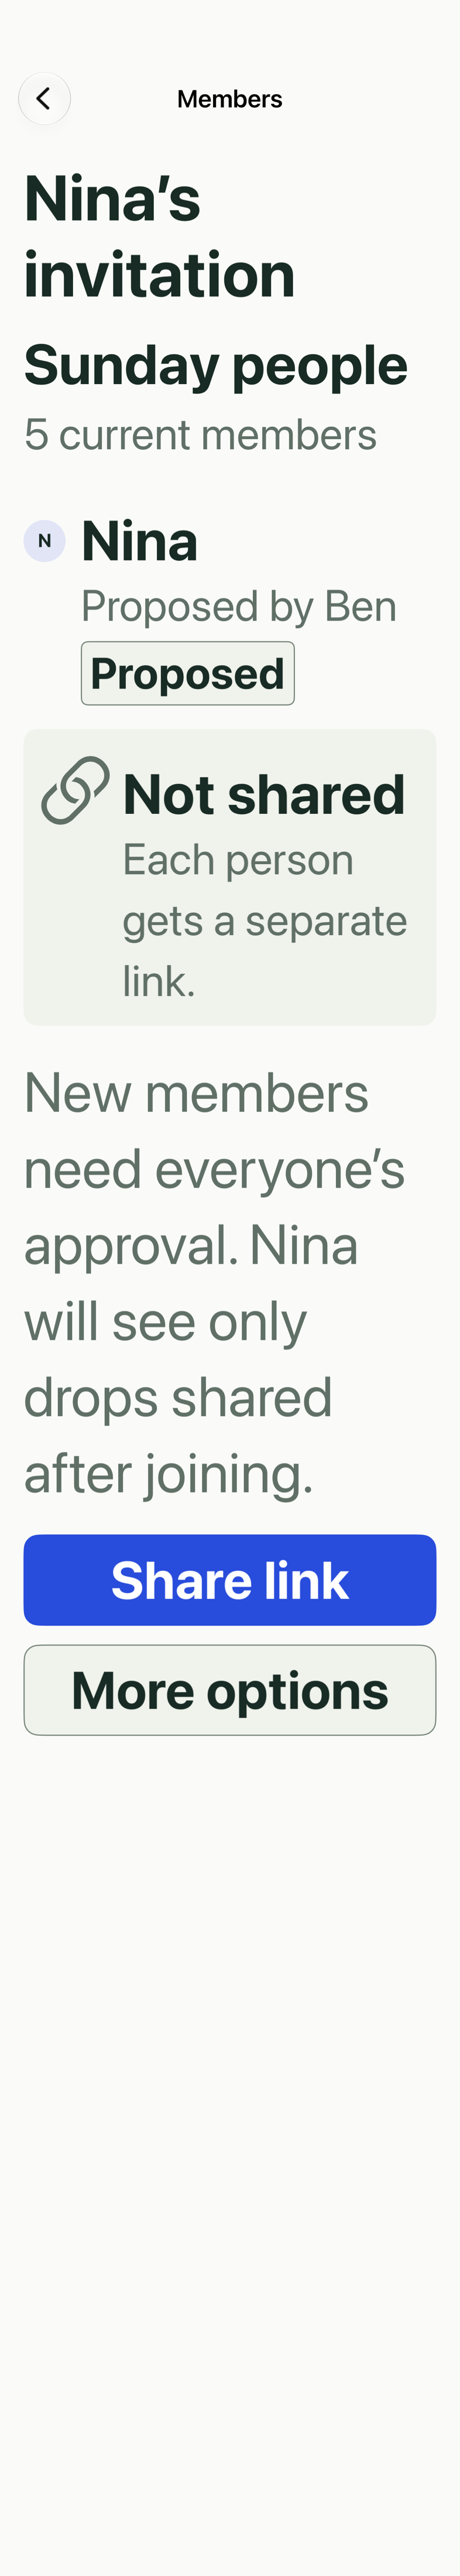 Members
Nina’s
invitation
Sunday people
5 current members
N
Nina
Proposed by Ben
Proposed
Not shared
Each person
gets a separate
link.
New members
need everyone’s
approval. Nina
will see only
drops shared
after joining.
Share link
More options